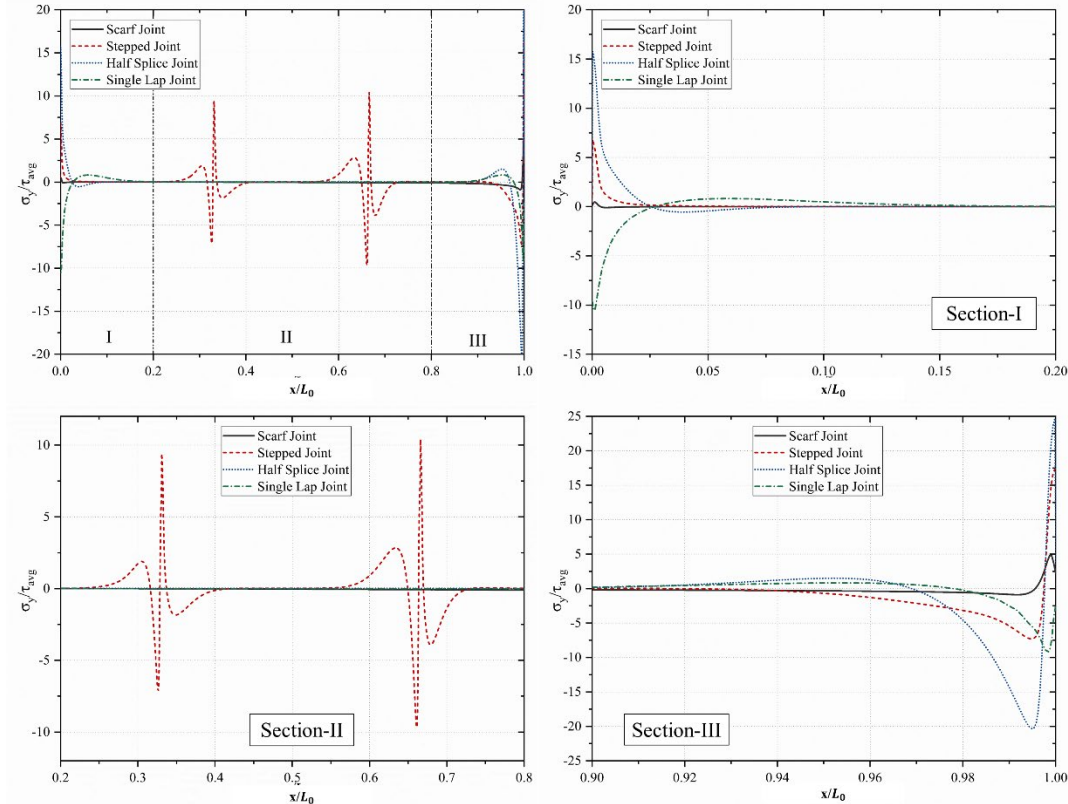 Scarf Joint
Stepped Joint
Half Splice Joint
Single Lap Joint
σy/τavg
20
15
10
5
0
-5
-10
-15
-20
I
II
III
0.0
0.2
0.4
0.6
0.8
1.0
x/L0
Scarf Joint
Stepped Joint
Half Splice Joint
Single Lap Joint
σy/τavg
20
15
10
5
0
-5
-10
-15
Section-I
0.00
0.05
0.10
0.15
0.20
x/L0
Scarf Joint
Stepped Joint
Half Splice Joint
Single Lap Joint
σy/τavg
10
5
0
-5
-10
Section-II
0.2
0.3
0.4
0.5
0.6
0.7
0.8
x/L0
Scarf Joint
Stepped Joint
Half Splice Joint
Single Lap Joint
σy/τavg
25
20
15
10
5
0
-5
-10
-15
-20
-25
Section-III
0.90
0.92
0.94
0.96
0.98
1.00
x/L0